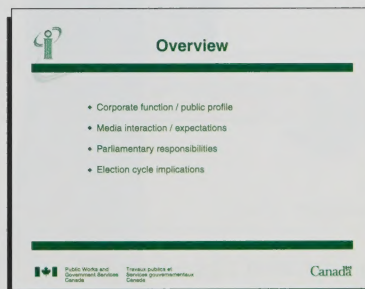 Overview
Corporate function / public profile
Media interaction / expectations
Parliamentary responsibilities
Election cycle implications
Public Works and
Government Services
Canada
Travaux publics et
Services gouvernementaux
Canada
Canada